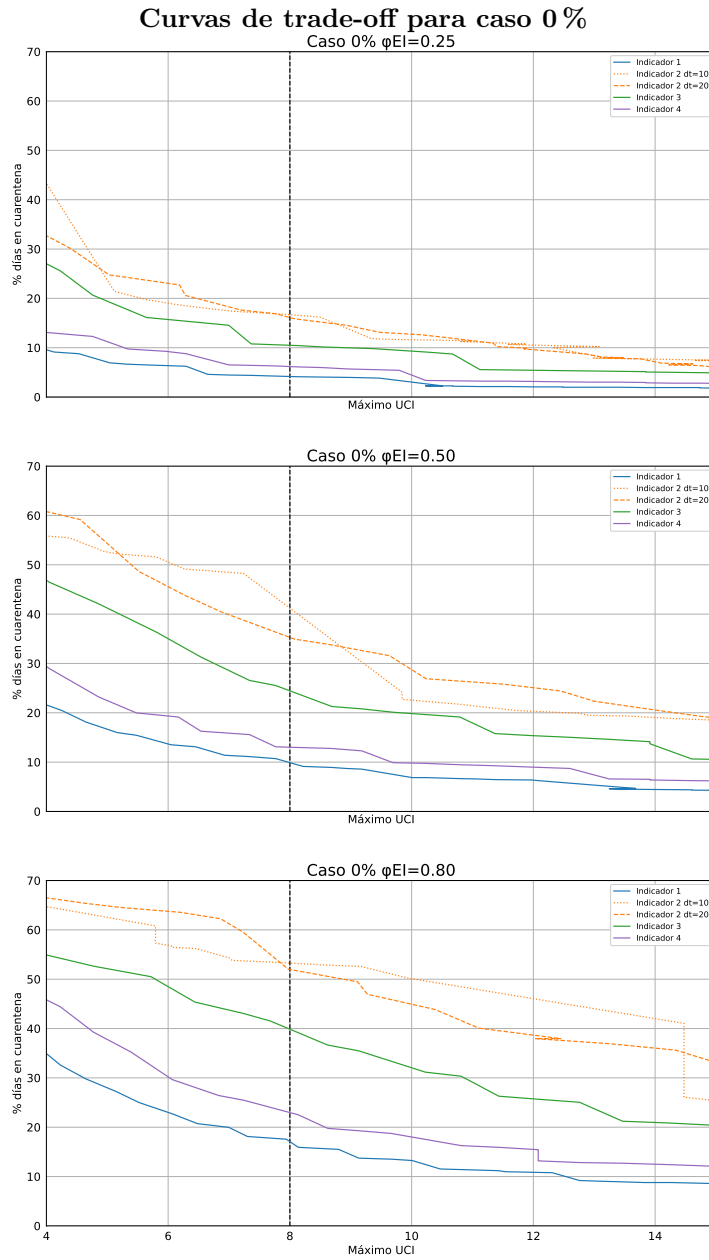 Curvas de trade-off para caso 0 %
Caso 0% φEI=0.25
70
60
50
40
30
20
10
0
% días en cuarentena
Indicador 1
Indicador 2 dt=10
Indicador 2 dt=20
Indicador 3
Indicador 4
Máximo UCI
Caso 0% φEI=0.50
70
60
50
40
30
20
10
0
% días en cuarentena
Indicador 1
Indicador 2 dt=10
Indicador 2 dt=20
Indicador 3
Indicador 4
Máximo UCI
Caso 0% φEI=0.80
70
60
50
40
30
20
10
0
% días en cuarentena
Indicador 1
Indicador 2 dt=10
Indicador 2 dt=20
Indicador 3
Indicador 4
4 6 8 10 12 14
Máximo UCI